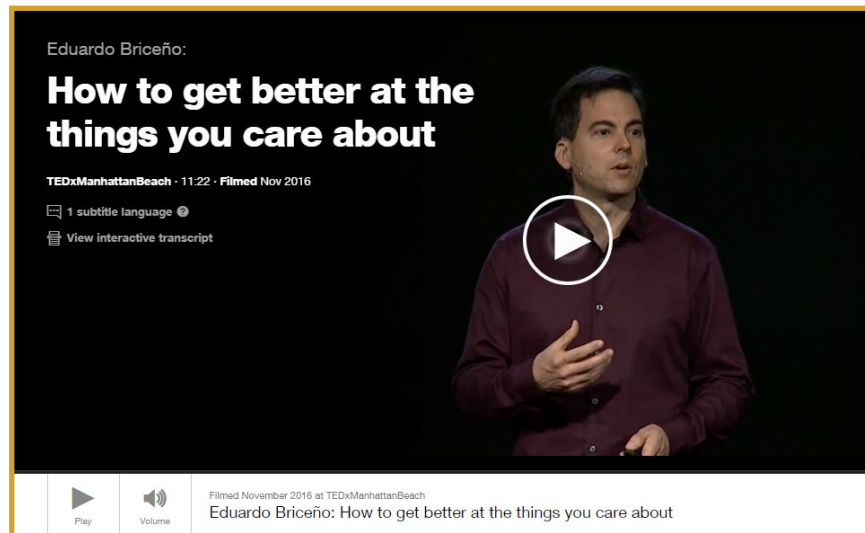 Eduardo Briceño:
How to get better at the
things you care about
TEDxManhattanBeach · 11:22 · Filmed Nov 2016
1 subtitle language
View interactive transcript
Play
Volume
Filmed November 2016 at TEDxManhattanBeach
Eduardo Briceño: How to get better at the things you care about